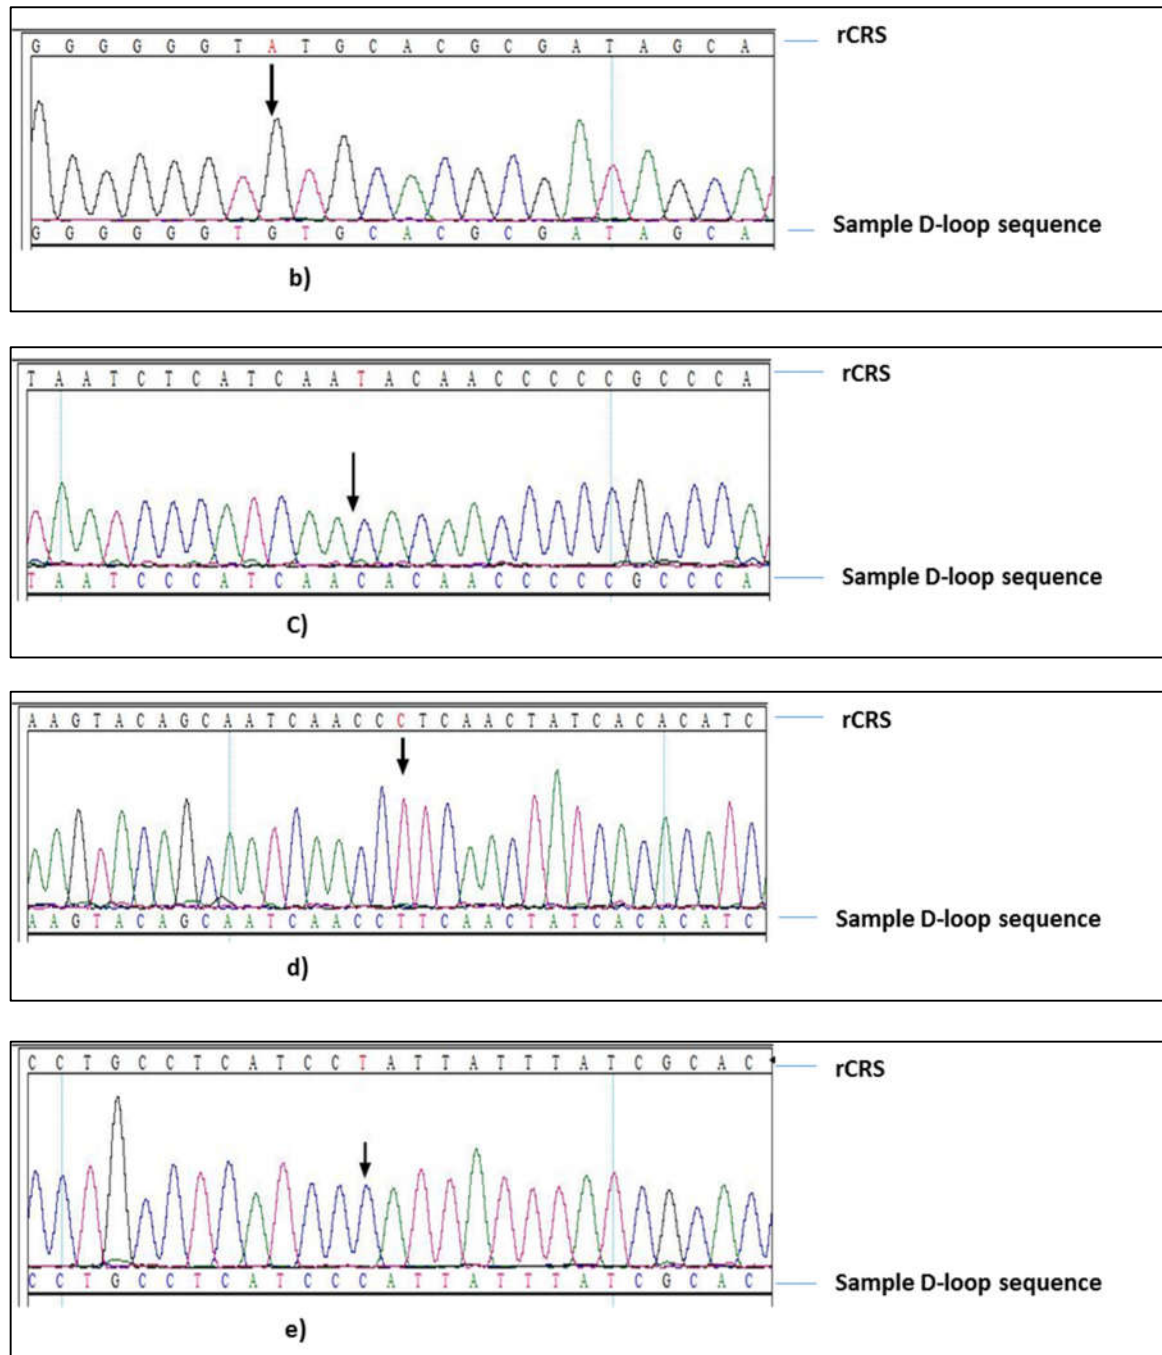 G G G G G G T A T G C A C G C G A T A G C A rCRS
G G G G G G T G T G C A C G C G A T A G C A Sample D-loop sequence
b)
T A A T C T C A T C A A T A C A A C C C C C G C C C A rCRS
T A A T C C C A T C A A C A C A A C C C C C G C C C A Sample D-loop sequence
C)
A A G T A C A G C A A T C A A C C C T C A A C T A T C A C A C A T C rCRS
A A G T A C A G C A A T C A A C C T T C A A C T A T C A C A C A T C Sample D-loop sequence
d)
C C T G C C T C A T C C T A T T A T T T A T C G C A C rCRS
C C T G C C T C A T C C C A T T A T T T A T C G C A C Sample D-loop sequence
e)